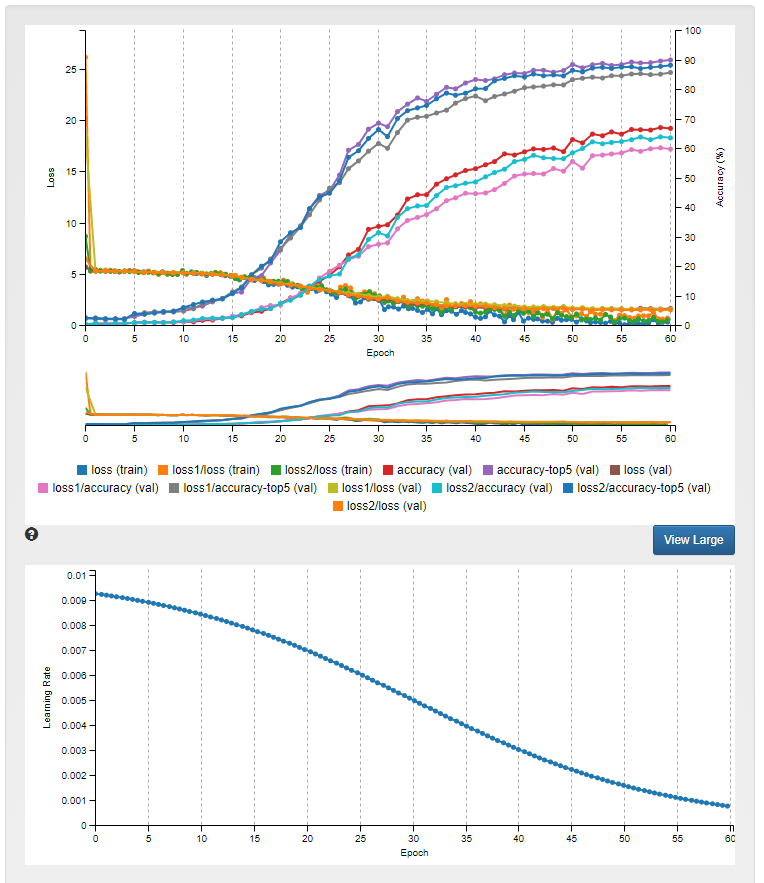 100
90
80
70
60
50
40
30
20
10
0
Accuracy (%)
25
20
15
10
5
0
Loss
0 5 10 15 20 25 30 35 40 45 50 55 60
Epoch
0 5 10 15 20 25 30 35 40 45 50 55 60
loss (train) loss1/loss (train) loss2/loss (train) accuracy (val) accuracy-top5 (val) loss (val)
loss1/accuracy (val) loss1/accuracy-top5 (val) loss1/loss (val) loss2/accuracy (val) loss2/accuracy-top5 (val)
loss2/loss (val)
?
View Large
0.01
0.009
0.008
0.007
0.006
0.005
0.004
0.003
0.002
0.001
0
Learning Rate
0 5 10 15 20 25 30 35 40 45 50 55 60
Epoch